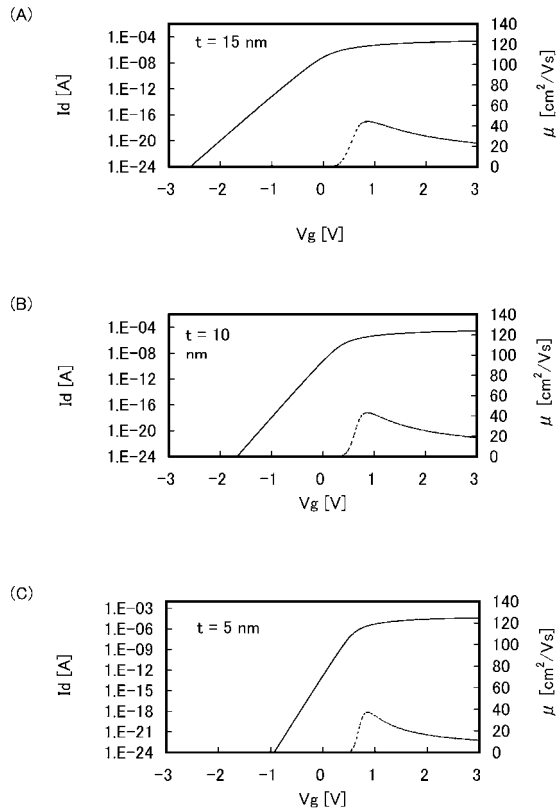 (A)
1.E−04
1.E−08
1.E−12
1.E−16
1.E−20
1.E−24
Id [A]
t = 15 nm
140
120
100
80
60
40
20
0
μ [cm²/Vs]
−3 −2 −1 0 1 2 3
Vg [V]
(B)
1.E−04
1.E−08
1.E−12
1.E−16
1.E−20
1.E−24
Id [A]
t = 10
nm
140
120
100
80
60
40
20
0
μ [cm²/Vs]
−3 −2 −1 0 1 2 3
Vg [V]
(C)
1.E−03
1.E−06
1.E−09
1.E−12
1.E−15
1.E−18
1.E−21
1.E−24
Id [A]
t = 5 nm
140
120
100
80
60
40
20
0
μ [cm²/Vs]
−3 −2 −1 0 1 2 3
Vg [V]